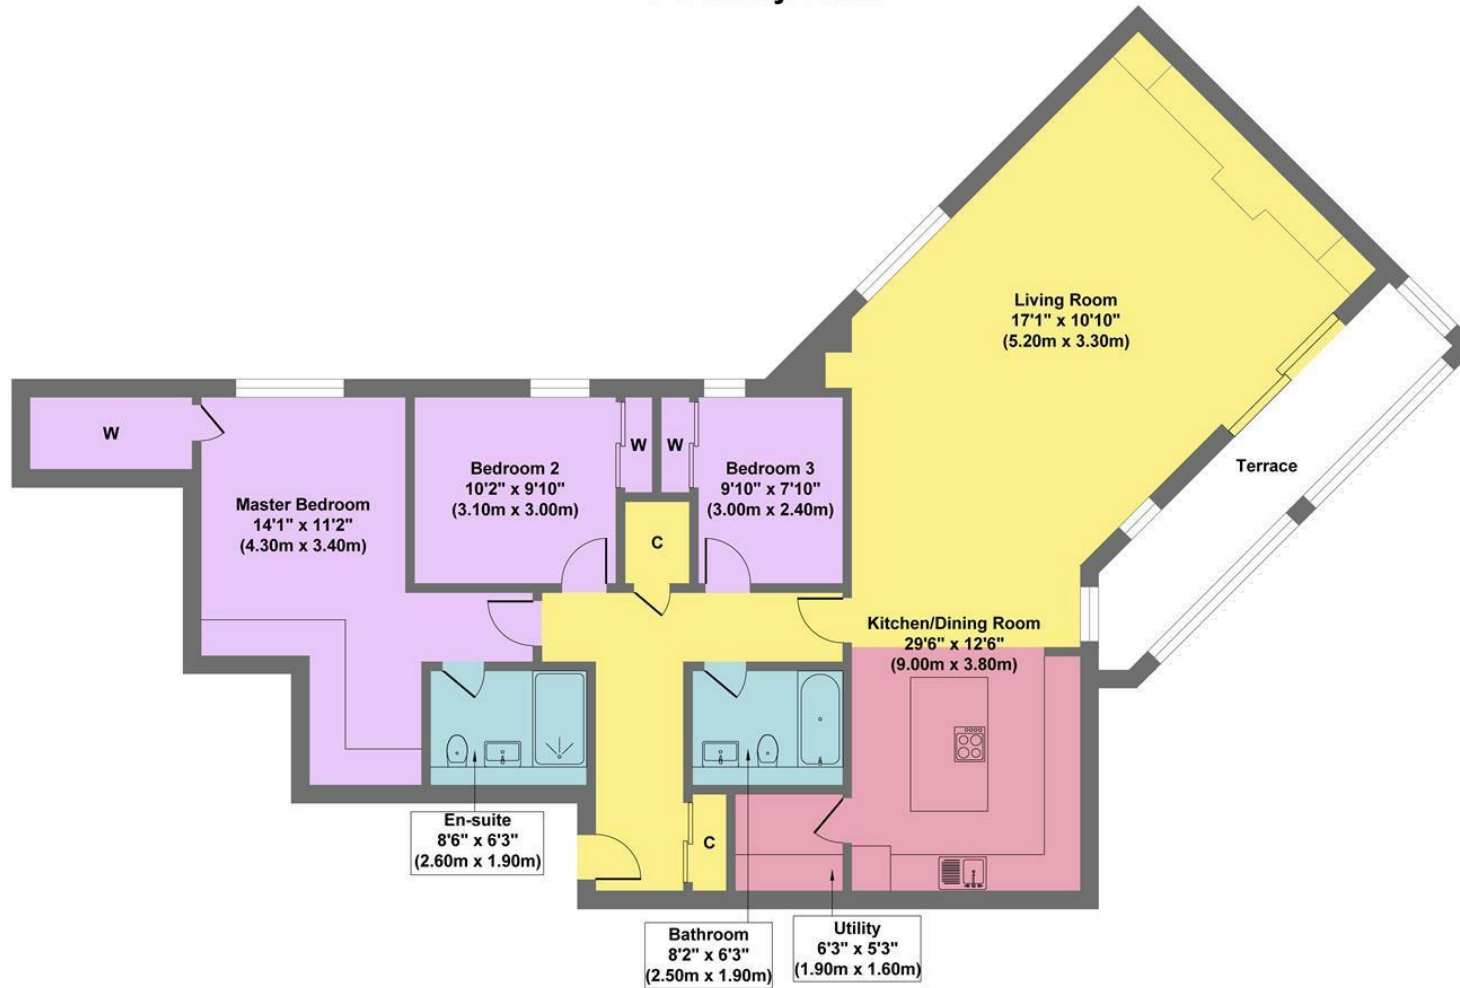 Living Room
17'1" x 10'10"
(5.20m x 3.30m)
W
Master Bedroom
14'1" x 11'2"
(4.30m x 3.40m)
Bedroom 2
10'2" x 9'10"
(3.10m x 3.00m)
W
W
Bedroom 3
9'10" x 7'10"
(3.00m x 2.40m)
Terrace
C
Kitchen/Dining Room
29'6" x 12'6"
(9.00m x 3.80m)
En-suite
8'6" x 6'3"
(2.60m x 1.90m)
C
Bathroom
8'2" x 6'3"
(2.50m x 1.90m)
Utility
6'3" x 5'3"
(1.90m x 1.60m)